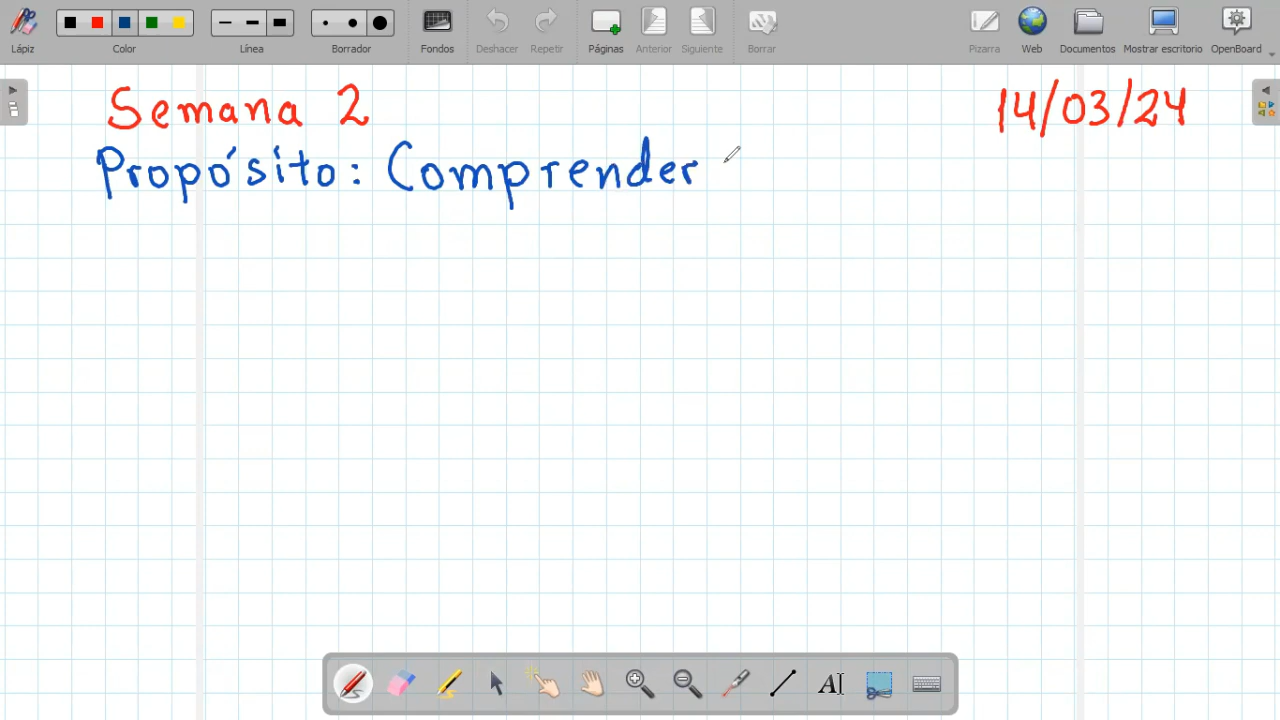 Lápiz Color Línea Borrador Fondos Deshacer Repetir Páginas Anterior Siguiente Borrar Pizarra Web Documentos Mostrar escritorio OpenBoard
Semana 2 14/03/24
Propósito: Comprender
AI